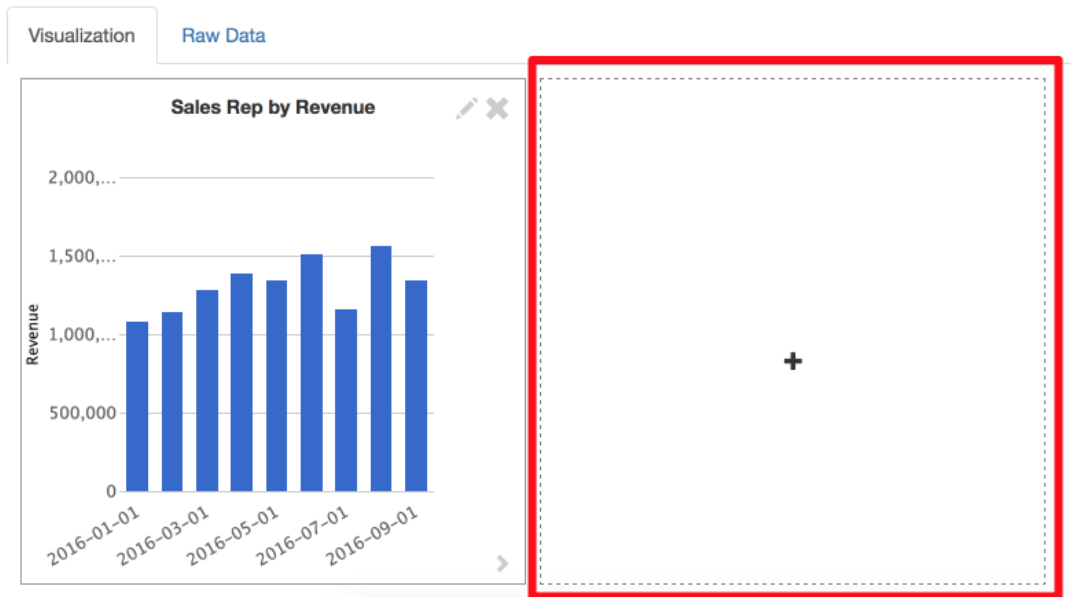 Visualization
Raw Data
Sales Rep by Revenue
2,000,...
1,500,...
1,000,...
500,000
0
Revenue
2016-01-01
2016-03-01
2016-05-01
2016-07-01
2016-09-01